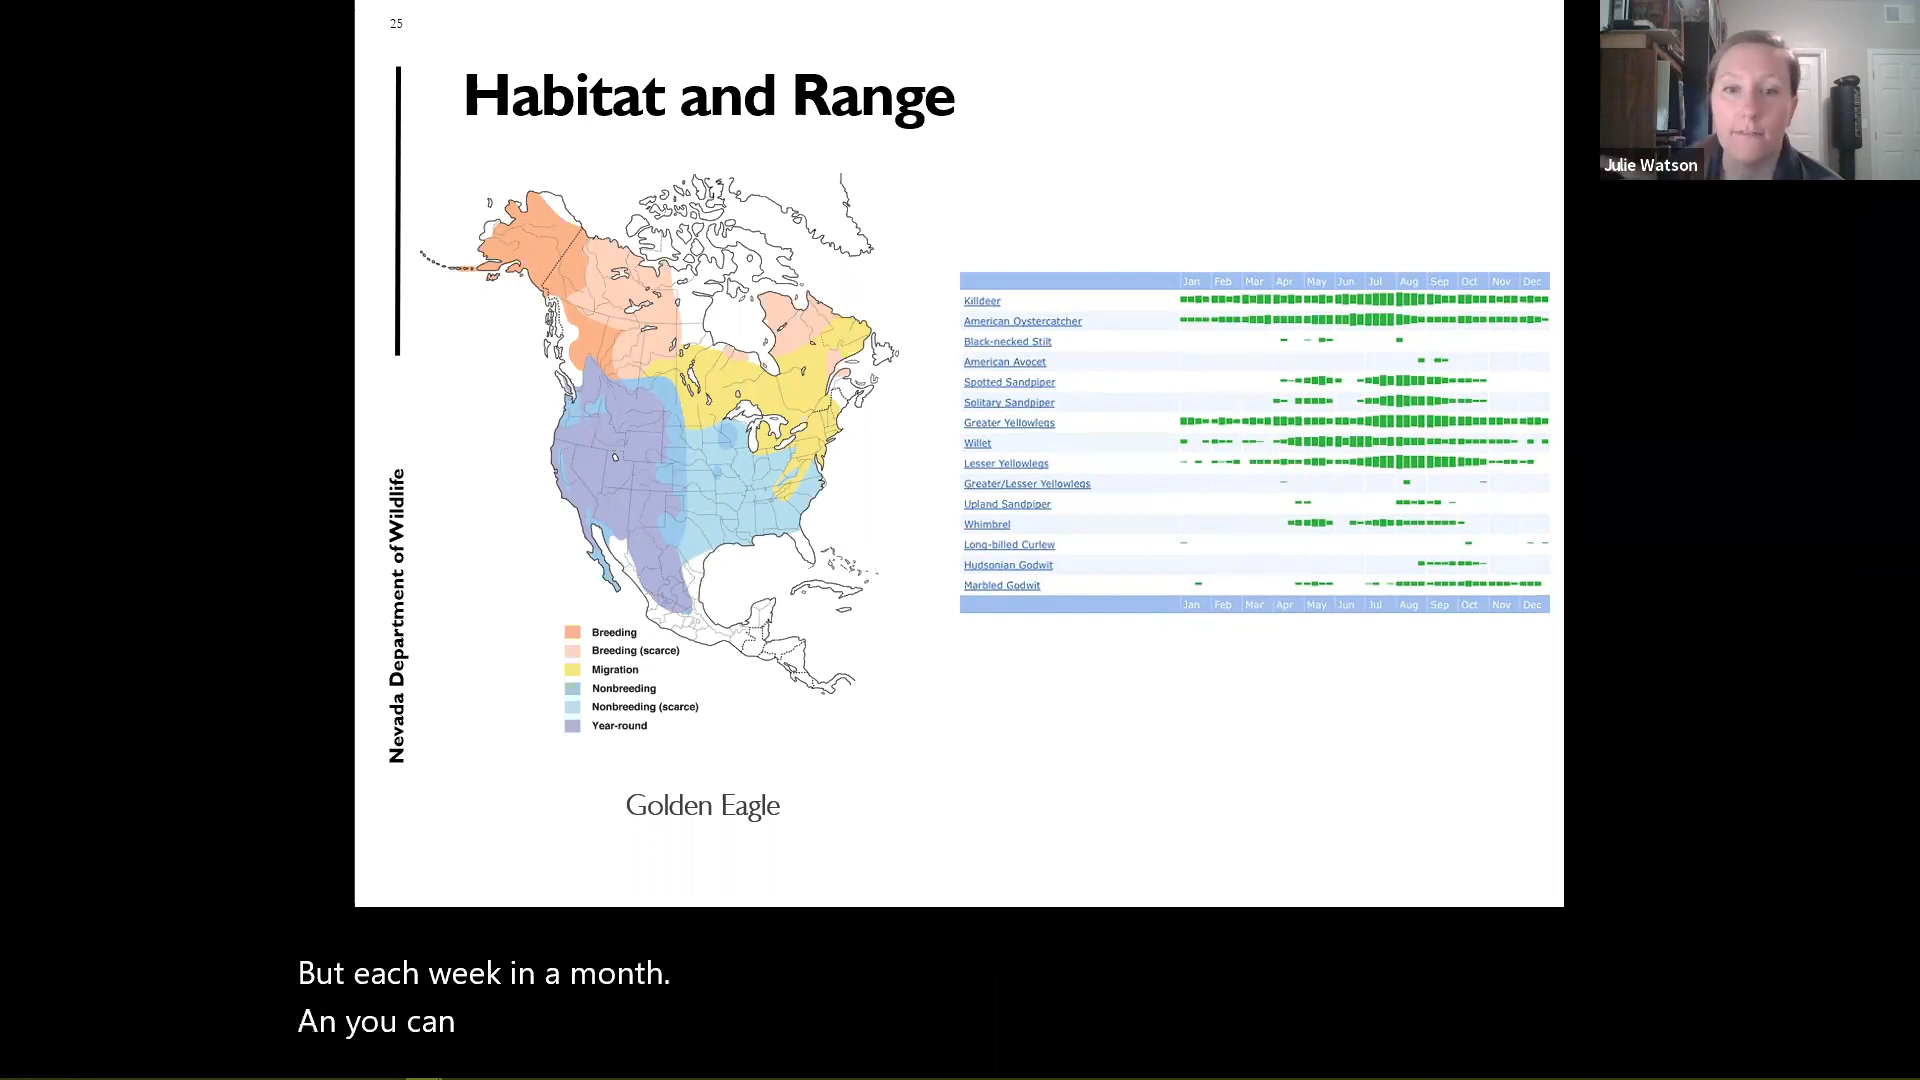 25
Habitat and Range
Nevada Department of Wildlife
Breeding
Breeding (scarce)
Migration
Nonbreeding
Nonbreeding (scarce)
Year-round
Golden Eagle
Jan Feb Mar Apr May Jun Jul Aug Sep Oct Nov Dec
Killdeer
American Oystercatcher
Black-necked Stilt
American Avocet
Spotted Sandpiper
Solitary Sandpiper
Greater Yellowlegs
Willet
Lesser Yellowlegs
Greater/Lesser Yellowlegs
Upland Sandpiper
Whimbrel
Long-billed Curlew
Hudsonian Godwit
Marbled Godwit
Jan Feb Mar Apr May Jun Jul Aug Sep Oct Nov Dec
Julie Watson
But each week in a month.
An you can